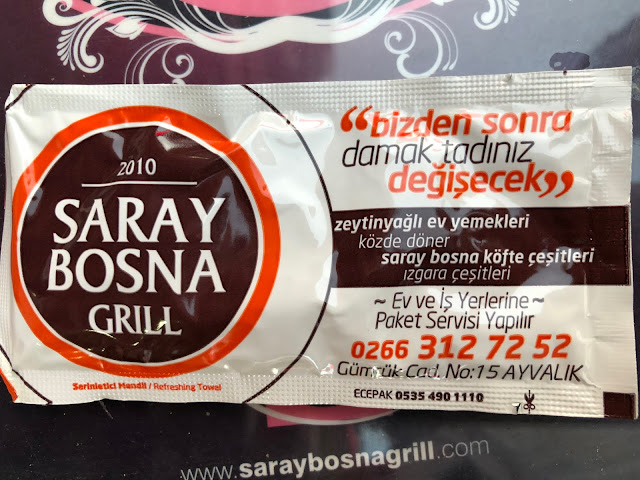 2010
SARAY
BOSNA
GRILL
Serinletici Mendil / Refreshing Towel
“bizden sonra
damak tadınız
değişecek”
zeytinyağlı ev yemekleri
közde döner
saray bosna köfte çeşitleri
ızgara çeşitleri
~ Ev ve İş Yerlerine ~
Paket Servisi Yapılır
0266 312 72 52
Gümrük Cad. No:15 AYVALIK
ECEPAK 0535 490 1110
www.saraybosnagrill.com